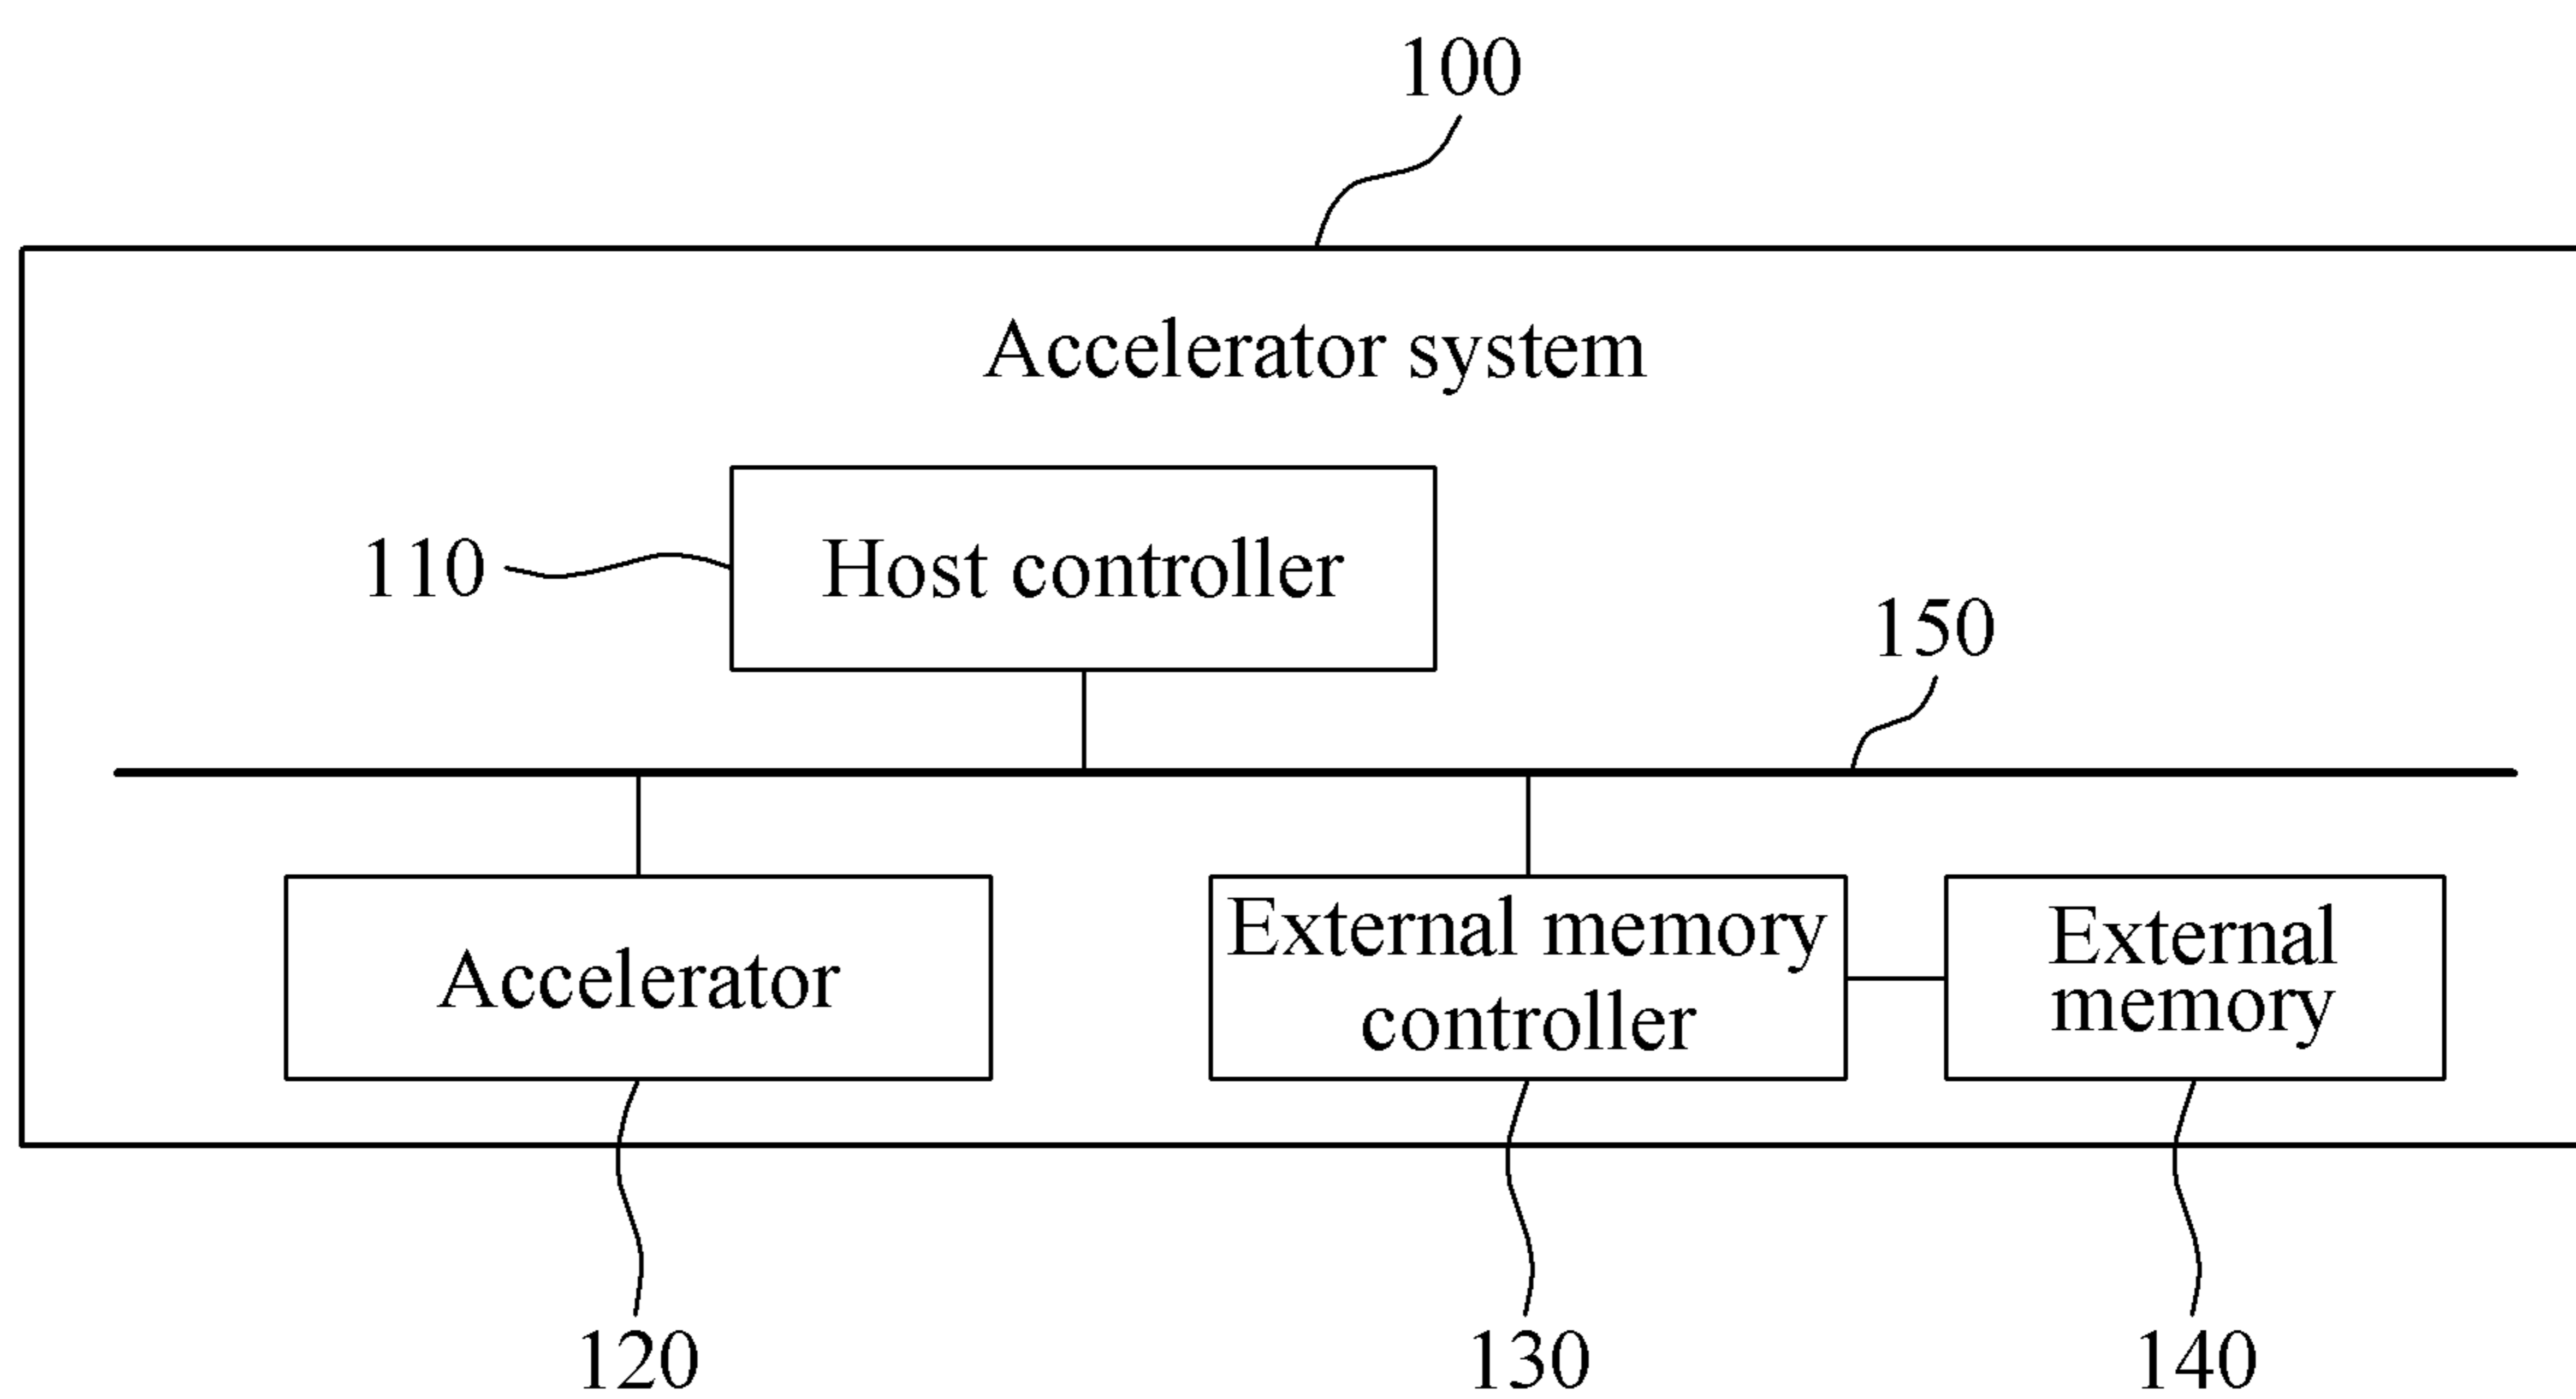 100
Accelerator system
110
Host controller
150
Accelerator
External memory
controller
External
memory
120
130
140